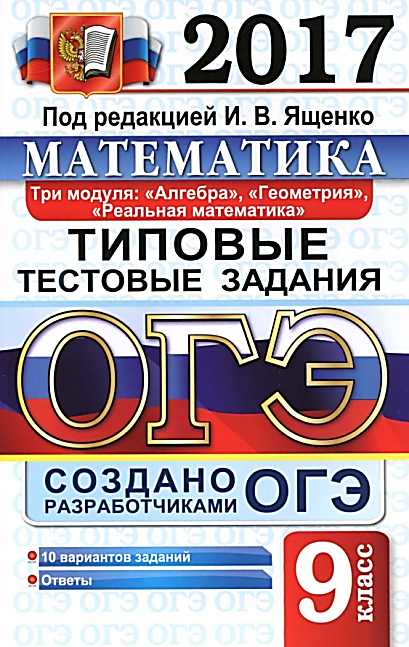 2017
Под редакцией И. В. Ященко
МАТЕМАТИКА
Три модуля: «Алгебра», «Геометрия»,
«Реальная математика»
ТИПОВЫЕ
ТЕСТОВЫЕ ЗАДАНИЯ
ОГЭ
СОЗДАНО
РАЗРАБОТЧИКАМИ ОГЭ
10 вариантов заданий
Ответы
9 класс